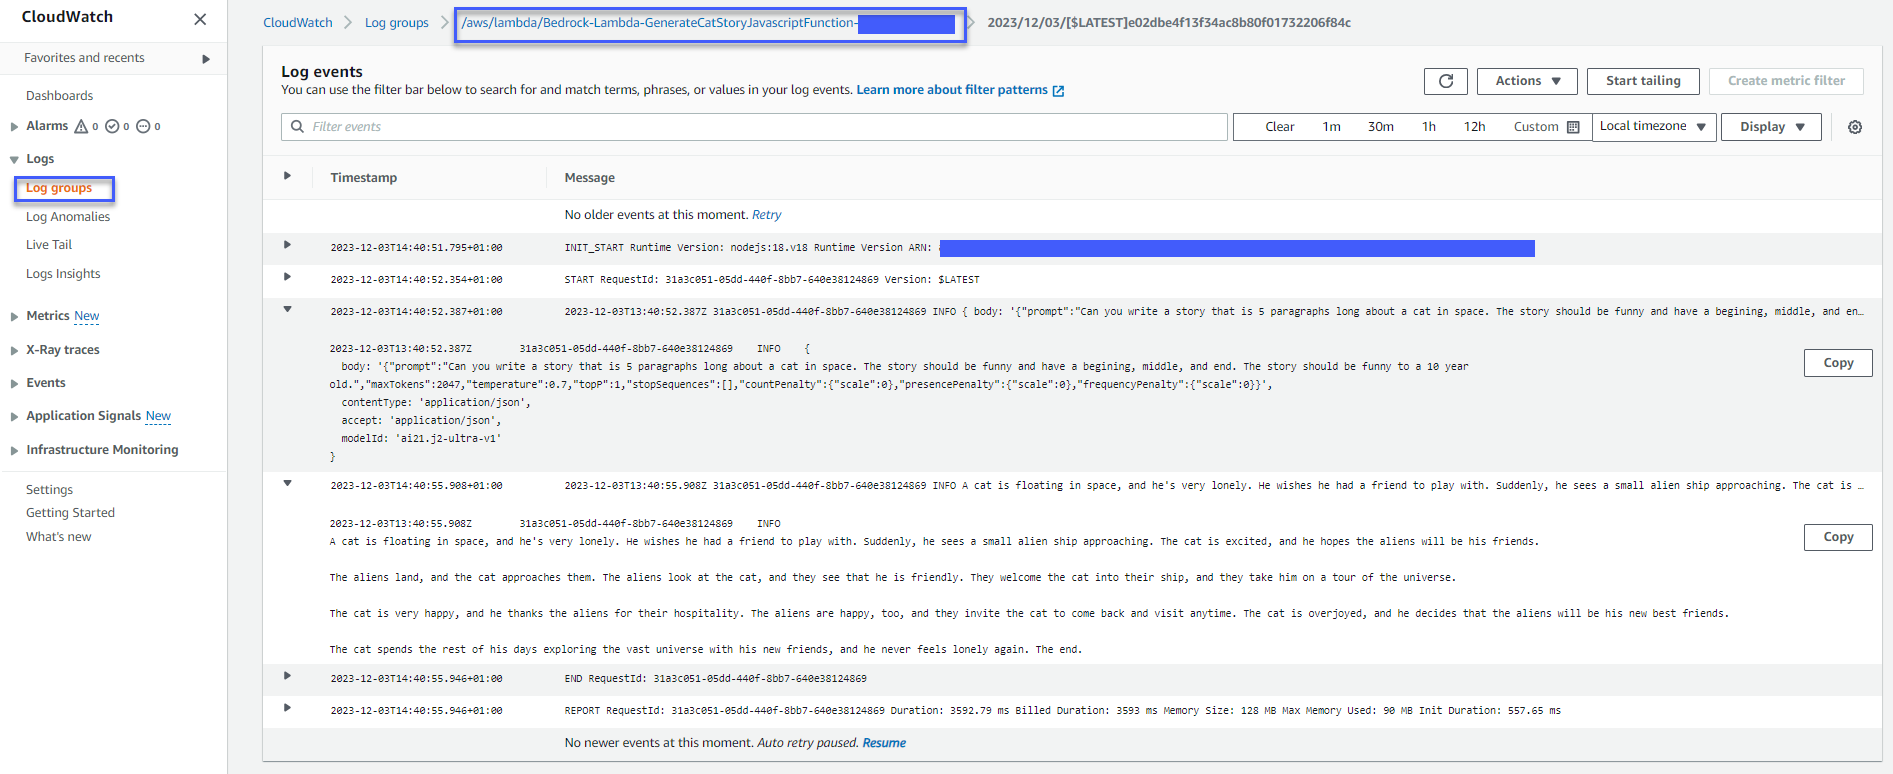 CloudWatch
Favorites and recents
Dashboards
Alarms 0 0 0
Logs
Log groups
Log Anomalies
Live Tail
Logs Insights
Metrics New
X-Ray traces
Events
Application Signals New
Infrastructure Monitoring
Settings
Getting Started
What's new
CloudWatch
Log groups
/aws/lambda/Bedrock-Lambda-GenerateCatStoryJavascriptFunction-
2023/12/03/[$LATEST]e02dbe4f13f34ac8b80f01732206f84c
Log events
You can use the filter bar below to search for and match terms, phrases, or values in your log events. Learn more about filter patterns
Actions
Start tailing
Create metric filter
Filter events
Clear 1m 30m 1h 12h Custom
Local timezone
Display
Timestamp Message
No older events at this moment. Retry
2023-12-03T14:40:51.795+01:00 INIT_START Runtime Version: nodejs:18.v18 Runtime Version ARN:
2023-12-03T14:40:52.354+01:00 START RequestId: 31a3c051-05dd-440f-8bb7-640e38124869 Version: $LATEST
2023-12-03T14:40:52.387+01:00 2023-12-03T13:40:52.387Z 31a3c051-05dd-440f-8bb7-640e38124869 INFO { body: '{"prompt":"Can you write a story that is 5 paragraphs long about a cat in space. The story should be funny and have a begining, middle, and en…
2023-12-03T13:40:52.387Z 31a3c051-05dd-440f-8bb7-640e38124869 INFO {
body: '{"prompt":"Can you write a story that is 5 paragraphs long about a cat in space. The story should be funny and have a begining, middle, and end. The story should be funny to a 10 year
old.","maxTokens":2047,"temperature":0.7,"topP":1,"stopSequences":[],"countPenalty":{"scale":0},"presencePenalty":{"scale":0},"frequencyPenalty":{"scale":0}}',
contentType: 'application/json',
accept: 'application/json',
modelId: 'ai21.j2-ultra-v1'
}
Copy
2023-12-03T14:40:55.908+01:00 2023-12-03T13:40:55.908Z 31a3c051-05dd-440f-8bb7-640e38124869 INFO A cat is floating in space, and he's very lonely. He wishes he had a friend to play with. Suddenly, he sees a small alien ship approaching. The cat is …
2023-12-03T13:40:55.908Z 31a3c051-05dd-440f-8bb7-640e38124869 INFO
A cat is floating in space, and he's very lonely. He wishes he had a friend to play with. Suddenly, he sees a small alien ship approaching. The cat is excited, and he hopes the aliens will be his friends.
Copy
The aliens land, and the cat approaches them. The aliens look at the cat, and they see that he is friendly. They welcome the cat into their ship, and they take him on a tour of the universe.
The cat is very happy, and he thanks the aliens for their hospitality. The aliens are happy, too, and they invite the cat to come back and visit anytime. The cat is overjoyed, and he decides that the aliens will be his new best friends.
The cat spends the rest of his days exploring the vast universe with his new friends, and he never feels lonely again. The end.
2023-12-03T14:40:55.946+01:00 END RequestId: 31a3c051-05dd-440f-8bb7-640e38124869
2023-12-03T14:40:55.946+01:00 REPORT RequestId: 31a3c051-05dd-440f-8bb7-640e38124869 Duration: 3592.79 ms Billed Duration: 3593 ms Memory Size: 128 MB Max Memory Used: 90 MB Init Duration: 557.65 ms
No newer events at this moment. Auto retry paused. Resume